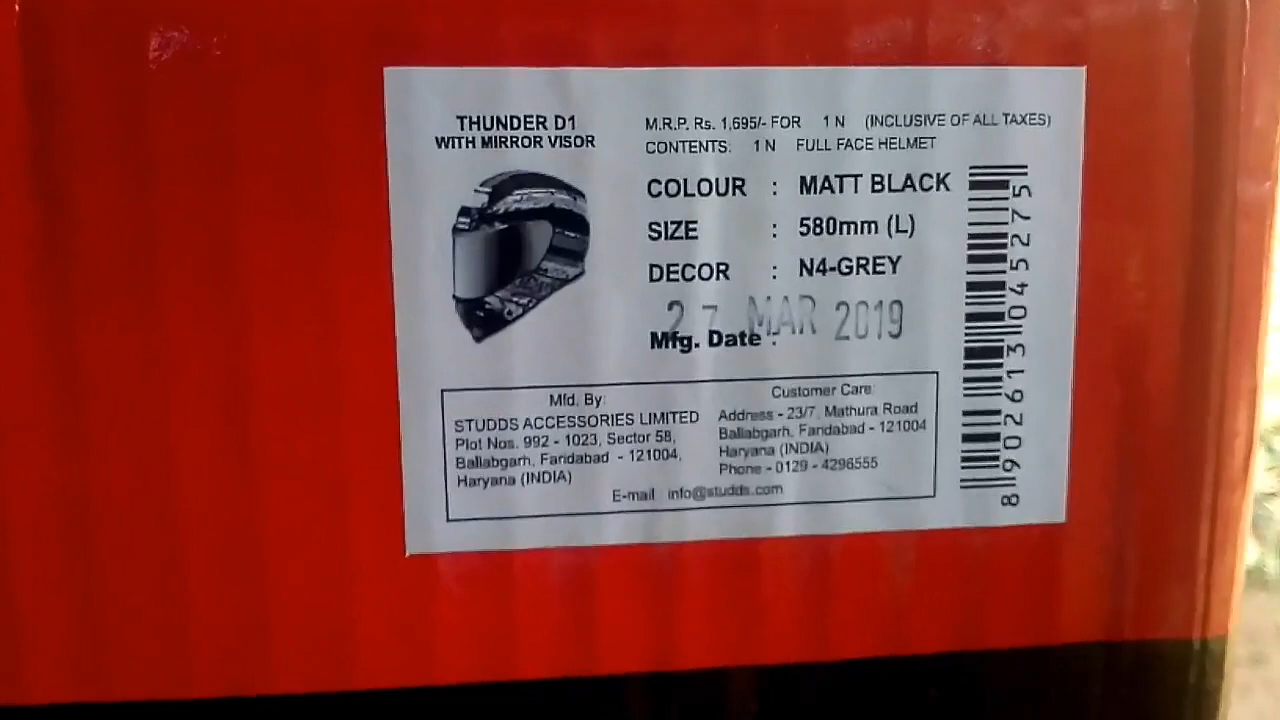 THUNDER D1
WITH MIRROR VISOR
M.R.P. Rs. 1,695/- FOR 1 N (INCLUSIVE OF ALL TAXES)
CONTENTS: 1 N FULL FACE HELMET
COLOUR : MATT BLACK
SIZE : 580mm (L)
DECOR : N4-GREY
27 MAR 2019
Mfg. Date :
Mfd. By:
STUDDS ACCESSORIES LIMITED
Plot Nos. 992 - 1023, Sector 58,
Ballabgarh, Faridabad - 121004,
Haryana (INDIA)
Customer Care:
Address - 23/7, Mathura Road
Ballabgarh, Faridabad - 121004
Haryana (INDIA)
Phone - 0129 - 4296555
E-mail : info@studds.com
8902613045275